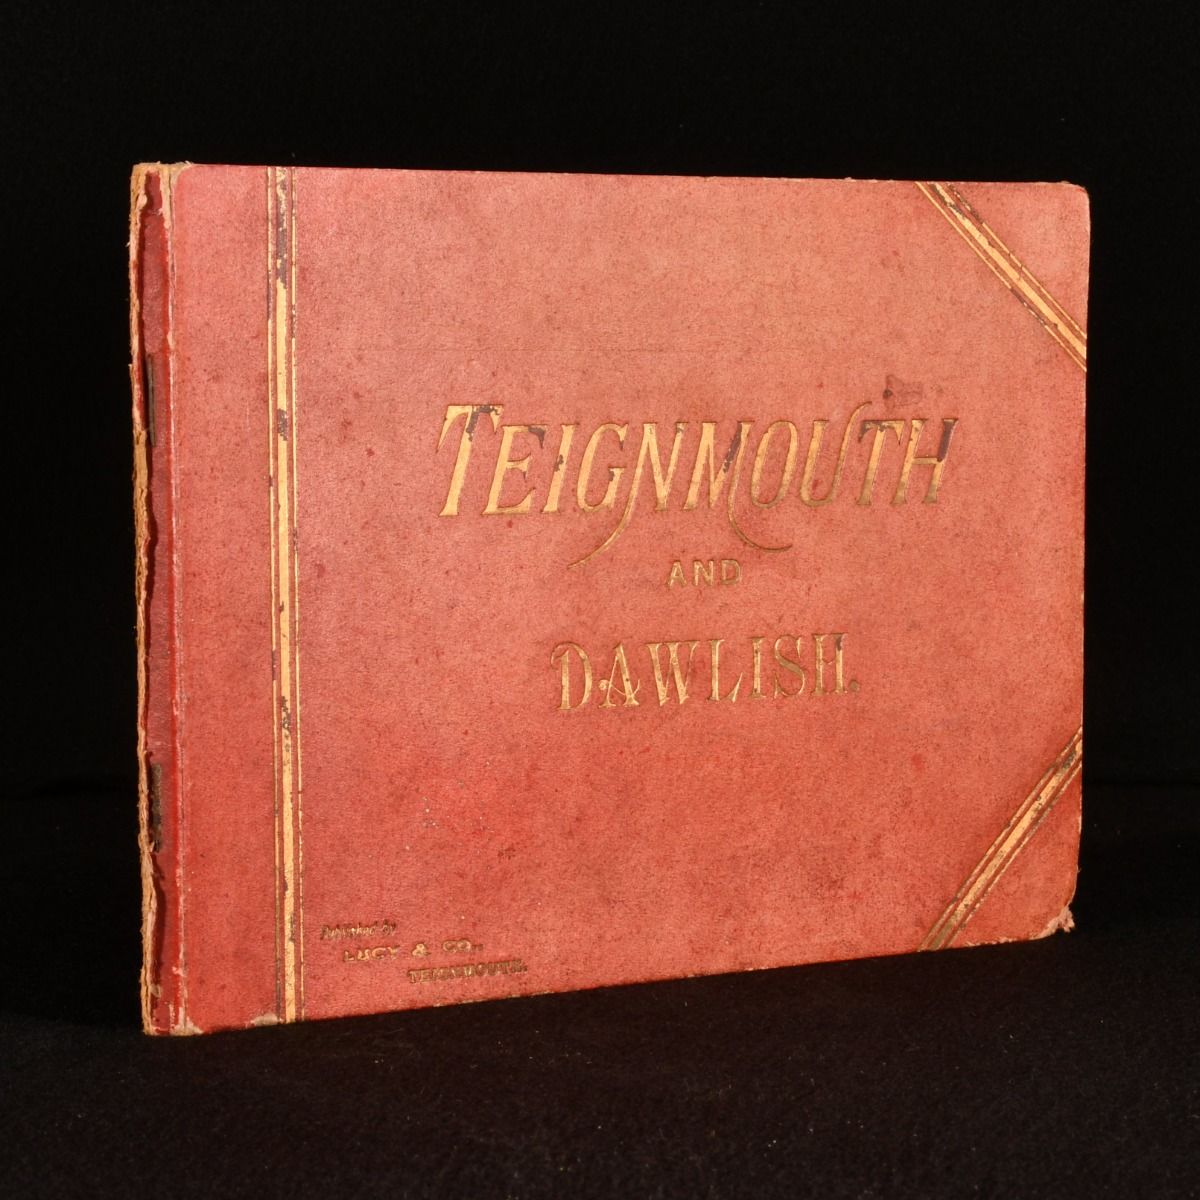 TEIGNMOUTH
AND
DAWLISH.
Published by
LUCY & CO.,
TEIGNMOUTH.